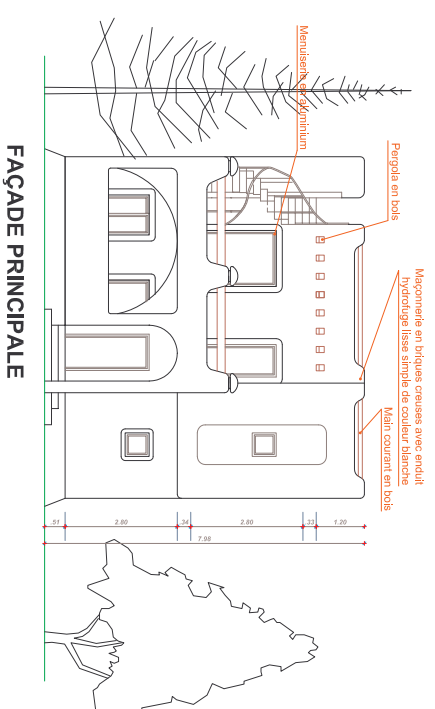 Menuiserie en aluminium
Pergola en bois
Maçonnerie en briques creuses avec enduit
hydrofuge lisse simple de couleur blanche
Main courant en bois
.51
2.80
.34
2.80
.33
1.20
7.98
FAÇADE PRINCIPALE